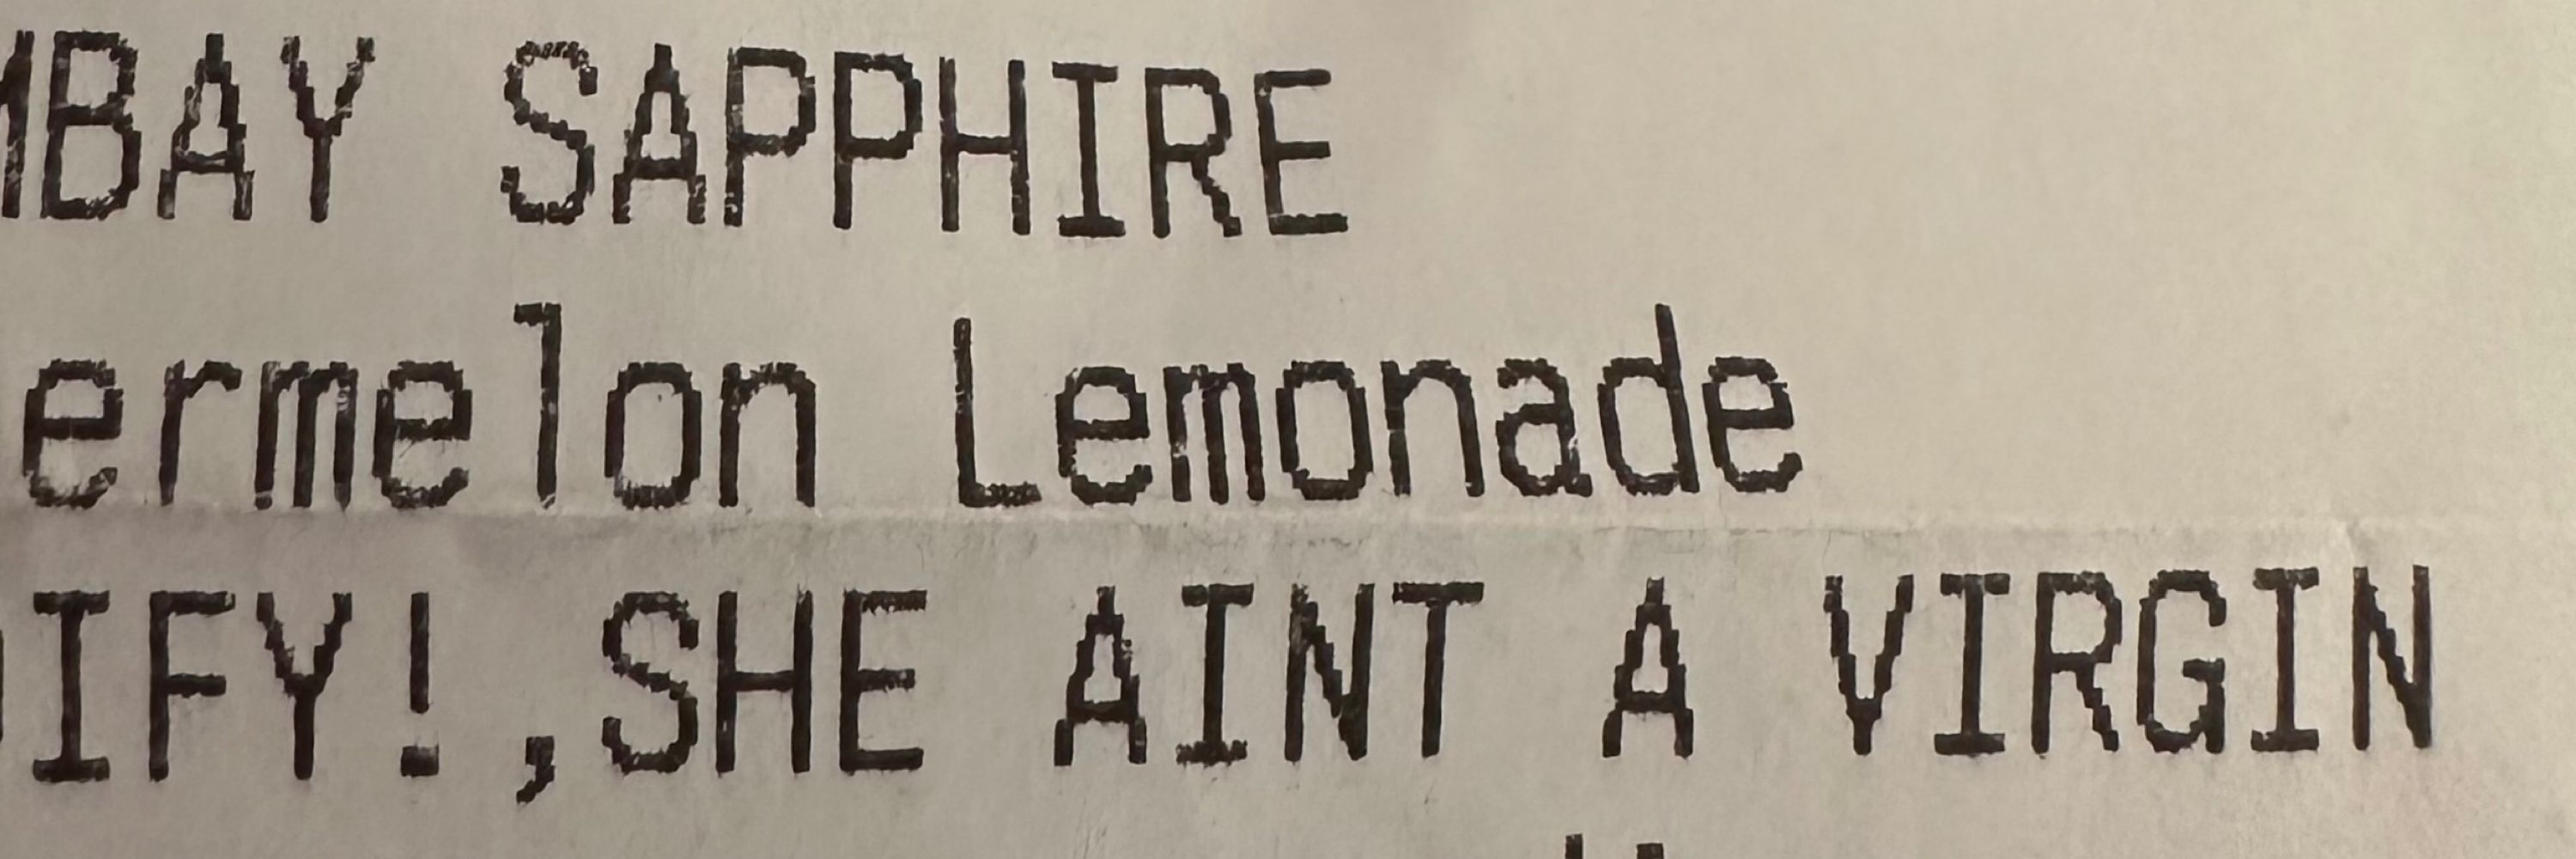 MBAY SAPPHIRE
ermelon Lemonade
IFY!,SHE AINT A VIRGIN